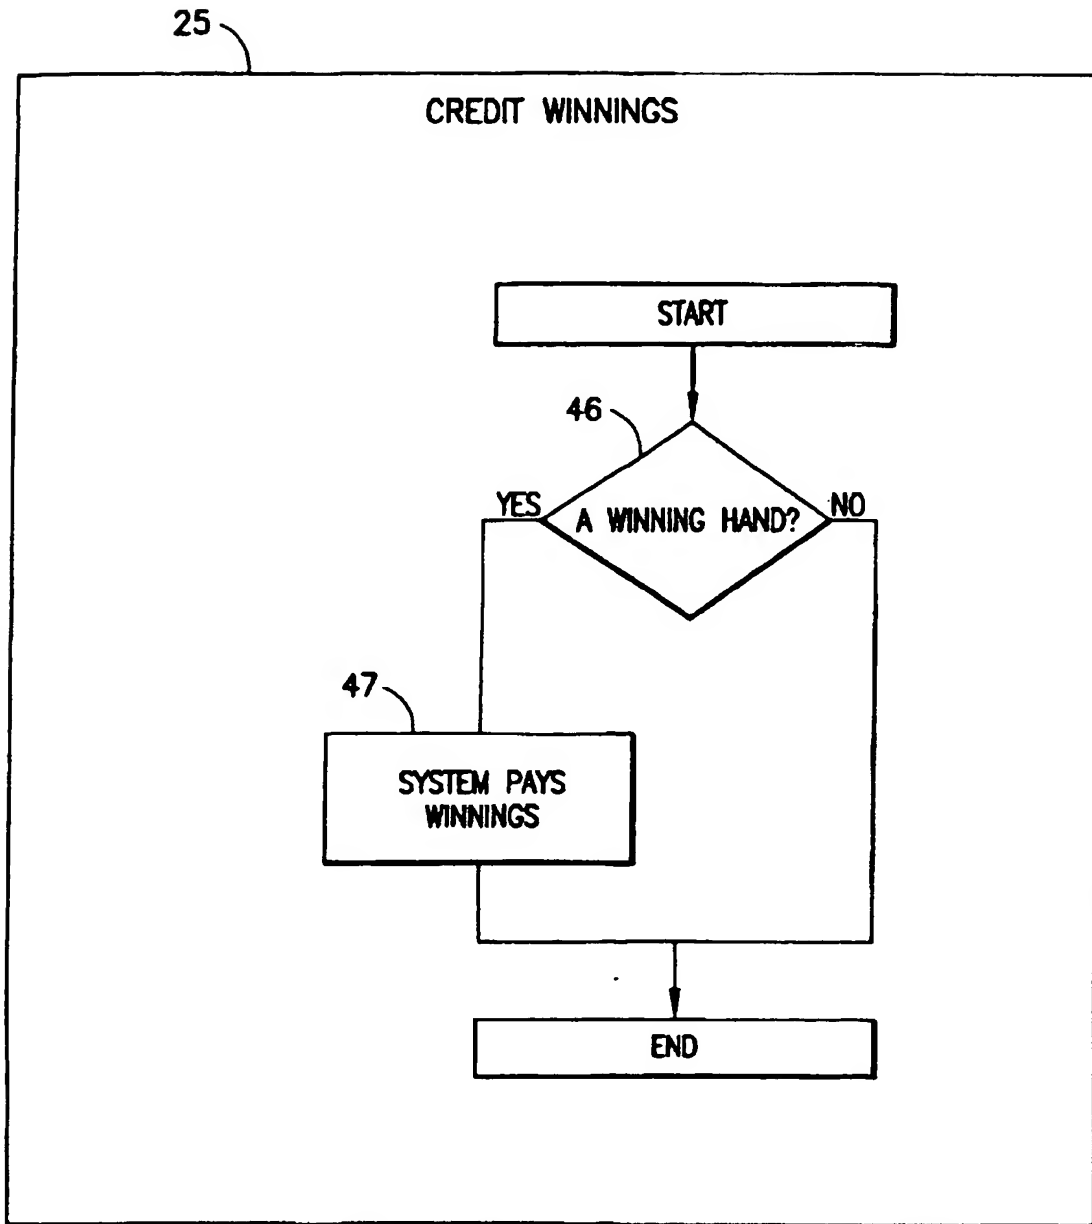 25
CREDIT WINNINGS
START
46
YES
A WINNING HAND?
NO
47
SYSTEM PAYS
WINNINGS
END